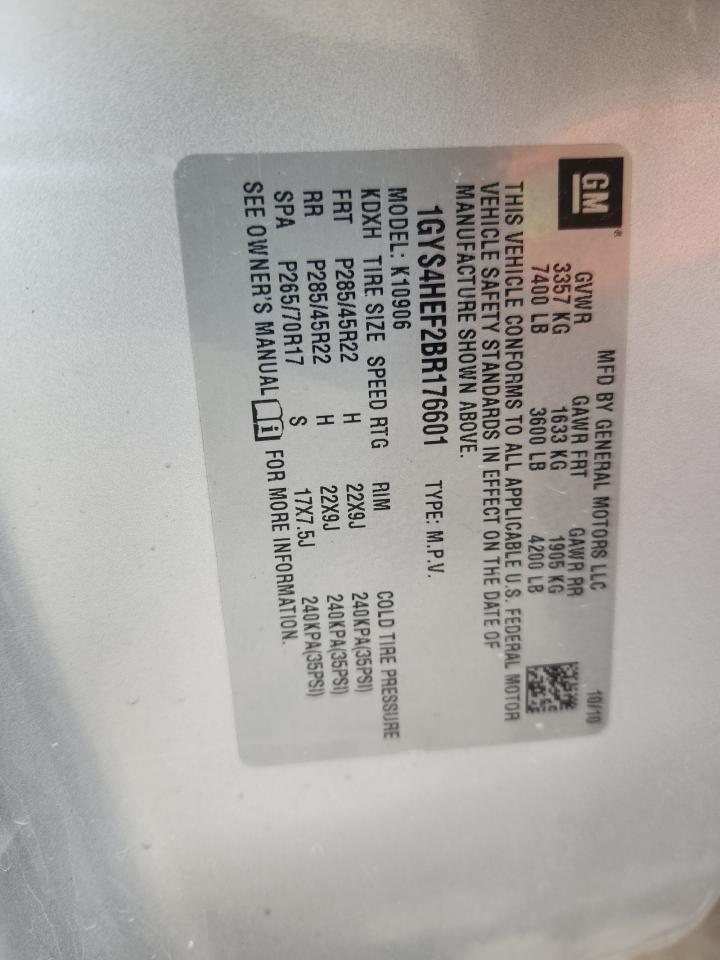 GM®
MFD BY GENERAL MOTORS LLC 10/10
GVWR GAWR FRT GAWR RR
3357 KG 1633 KG 1905 KG
7400 LB 3600 LB 4200 LB
THIS VEHICLE CONFORMS TO ALL APPLICABLE U.S. FEDERAL MOTOR
VEHICLE SAFETY STANDARDS IN EFFECT ON THE DATE OF
MANUFACTURE SHOWN ABOVE.
1GYS4HEF2BR176601 TYPE: M.P.V.
MODEL: K10906
KDXH TIRE SIZE SPEED RTG RIM COLD TIRE PRESSURE
FRT P285/45R22 H 22X9J 240KPA(35PSI)
RR P285/45R22 H 22X9J 240KPA(35PSI)
SPA P265/70R17 S 17X7.5J 240KPA(35PSI)
SEE OWNER'S MANUAL i FOR MORE INFORMATION.